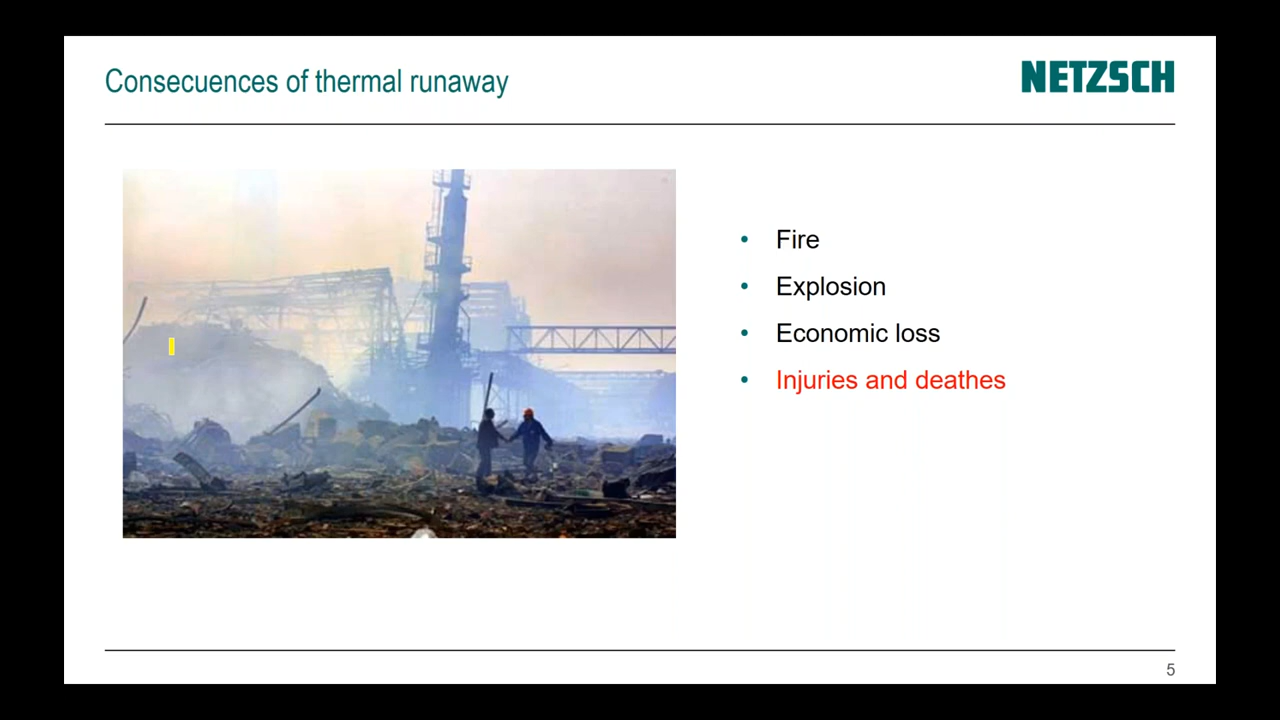 Consecuences of thermal runaway
NETZSCH
• Fire
• Explosion
• Economic loss
• Injuries and deathes
5